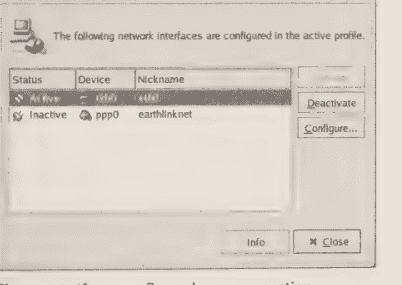 The following network interfaces are configured in the active profile.
Status Device Nickname
Active
Inactive ppp0 earthlinknet
Deactivate
Configure...
Info
Close